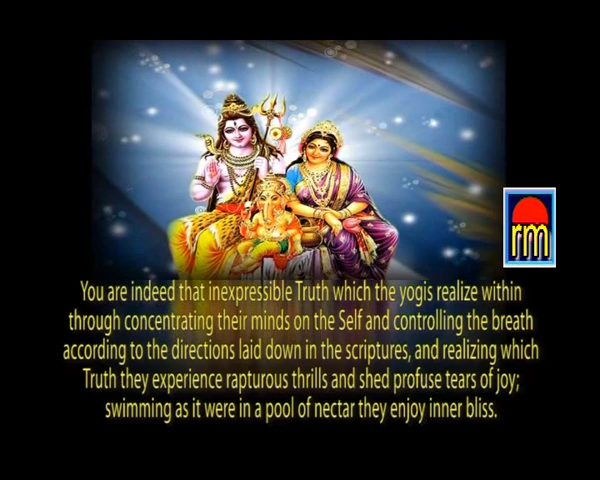 rm
You are indeed that inexpressible Truth which the yogis realize within
through concentrating their minds on the Self and controlling the breath
according to the directions laid down in the scriptures, and realizing which
Truth they experience rapturous thrills and shed profuse tears of joy;
swimming as it were in a pool of nectar they enjoy inner bliss.